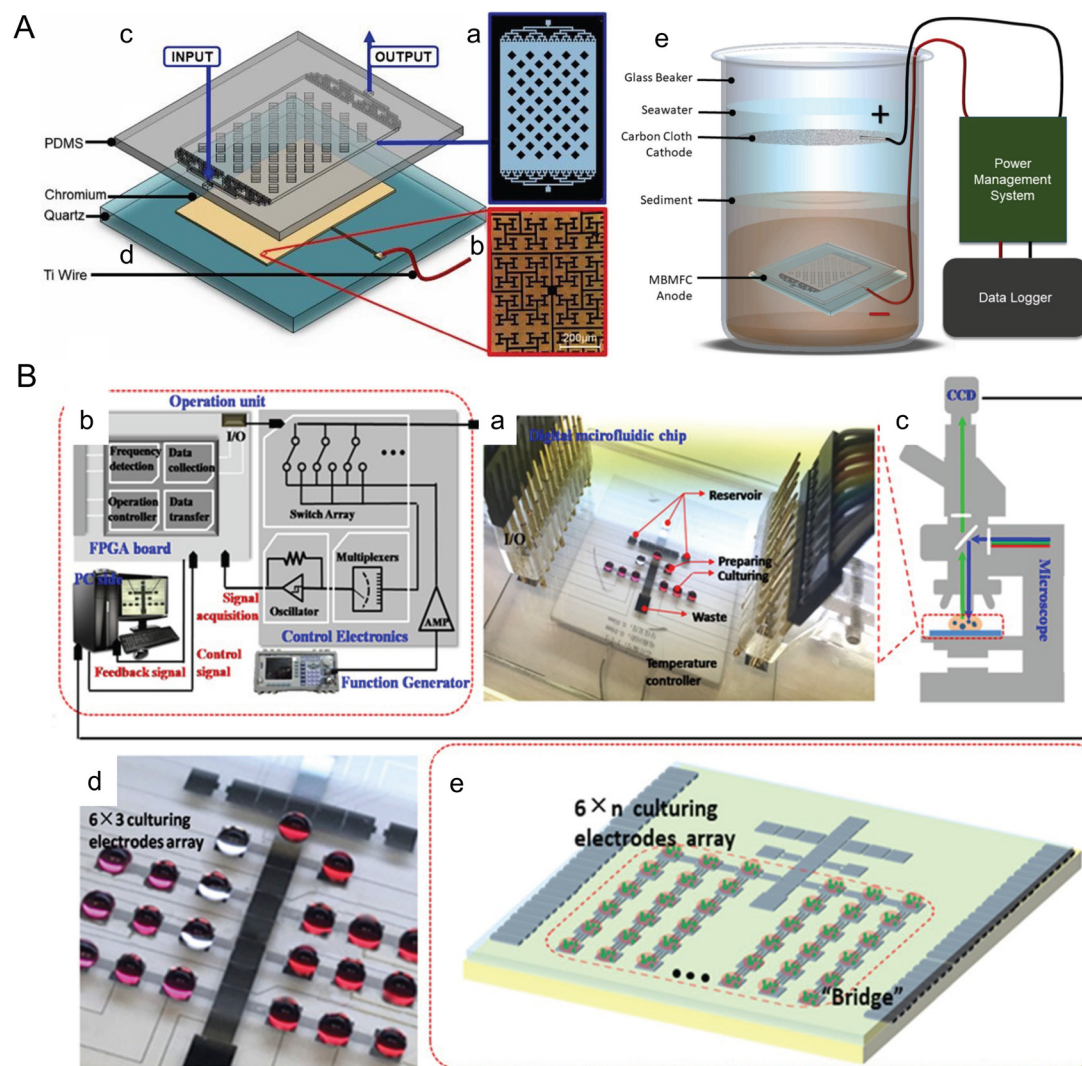 A
c
INPUT
OUTPUT
a
PDMS
Chromium
Quartz
d
b
Ti Wire
200μm
e
Glass Beaker
Seawater
+
Carbon Cloth
Cathode
Sediment
MBMFC
Anode
−
Power
Management
System
Data Logger
B
b
Operation unit
I/O
Frequency
detection
Data
collection
Operation
controller
Data
transfer
FPGA board
Switch Array
Oscillator
Multiplexers
AMP
Control Electronics
PC side
Signal
acquisition
Control
signal
Feedback signal
Function Generator
a
Digital mcirofluidic chip
I/O
Reservoir
Preparing
Culturing
Waste
Temperature
controller
c
CCD
Microscope
d
6×3 culturing
electrodes array
e
6×n culturing
electrodes array
"Bridge"